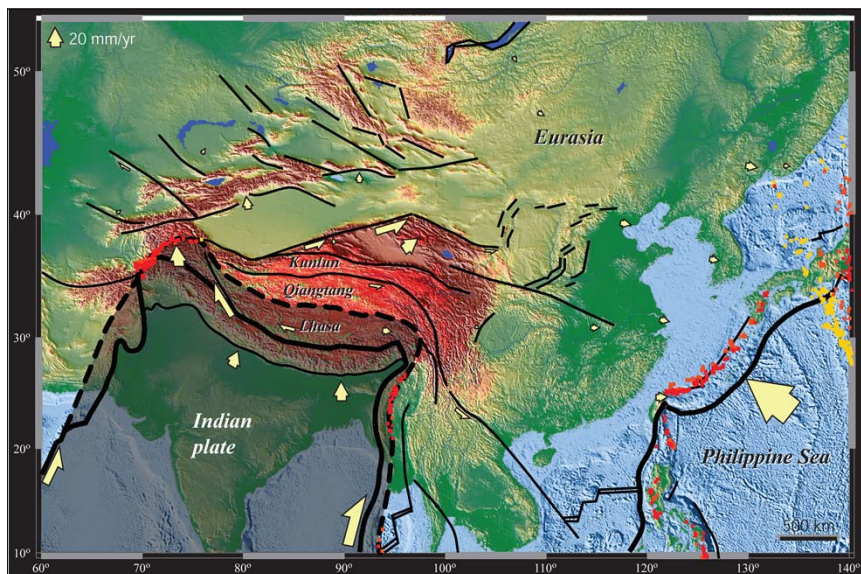 20 mm/yr
50°
40°
30°
20°
10°
Eurasia
Kunlun
Qiangtang
Lhasa
Indian
plate
Philippine Sea
500 km
60°
70°
80°
90°
100°
110°
120°
130°
140°